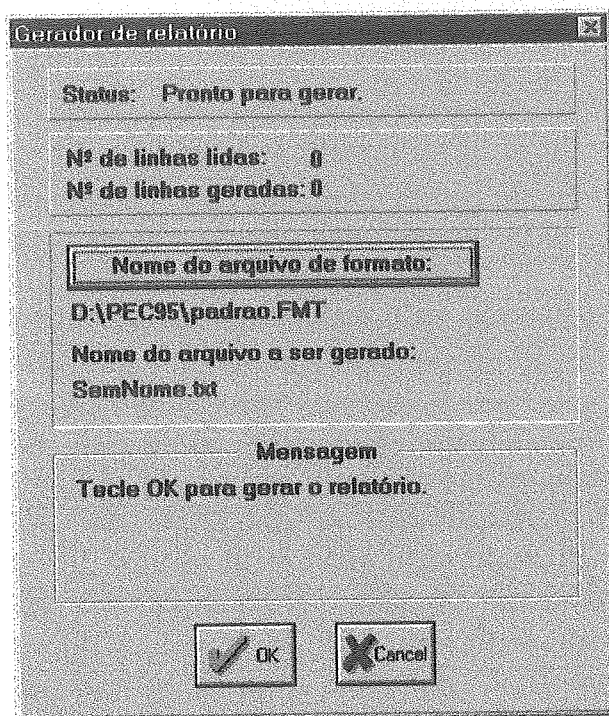 Gerador de relatório
Status: Pronto para gerar.
Nº de linhas lidas: 0
Nº de linhas geradas: 0
Nome do arquivo de formato:
D:\PEC95\padrao.FMT
Nome do arquivo a ser gerado:
SemNome.txt
Mensagem
Tecle OK para gerar o relatório.
OK
Cancel